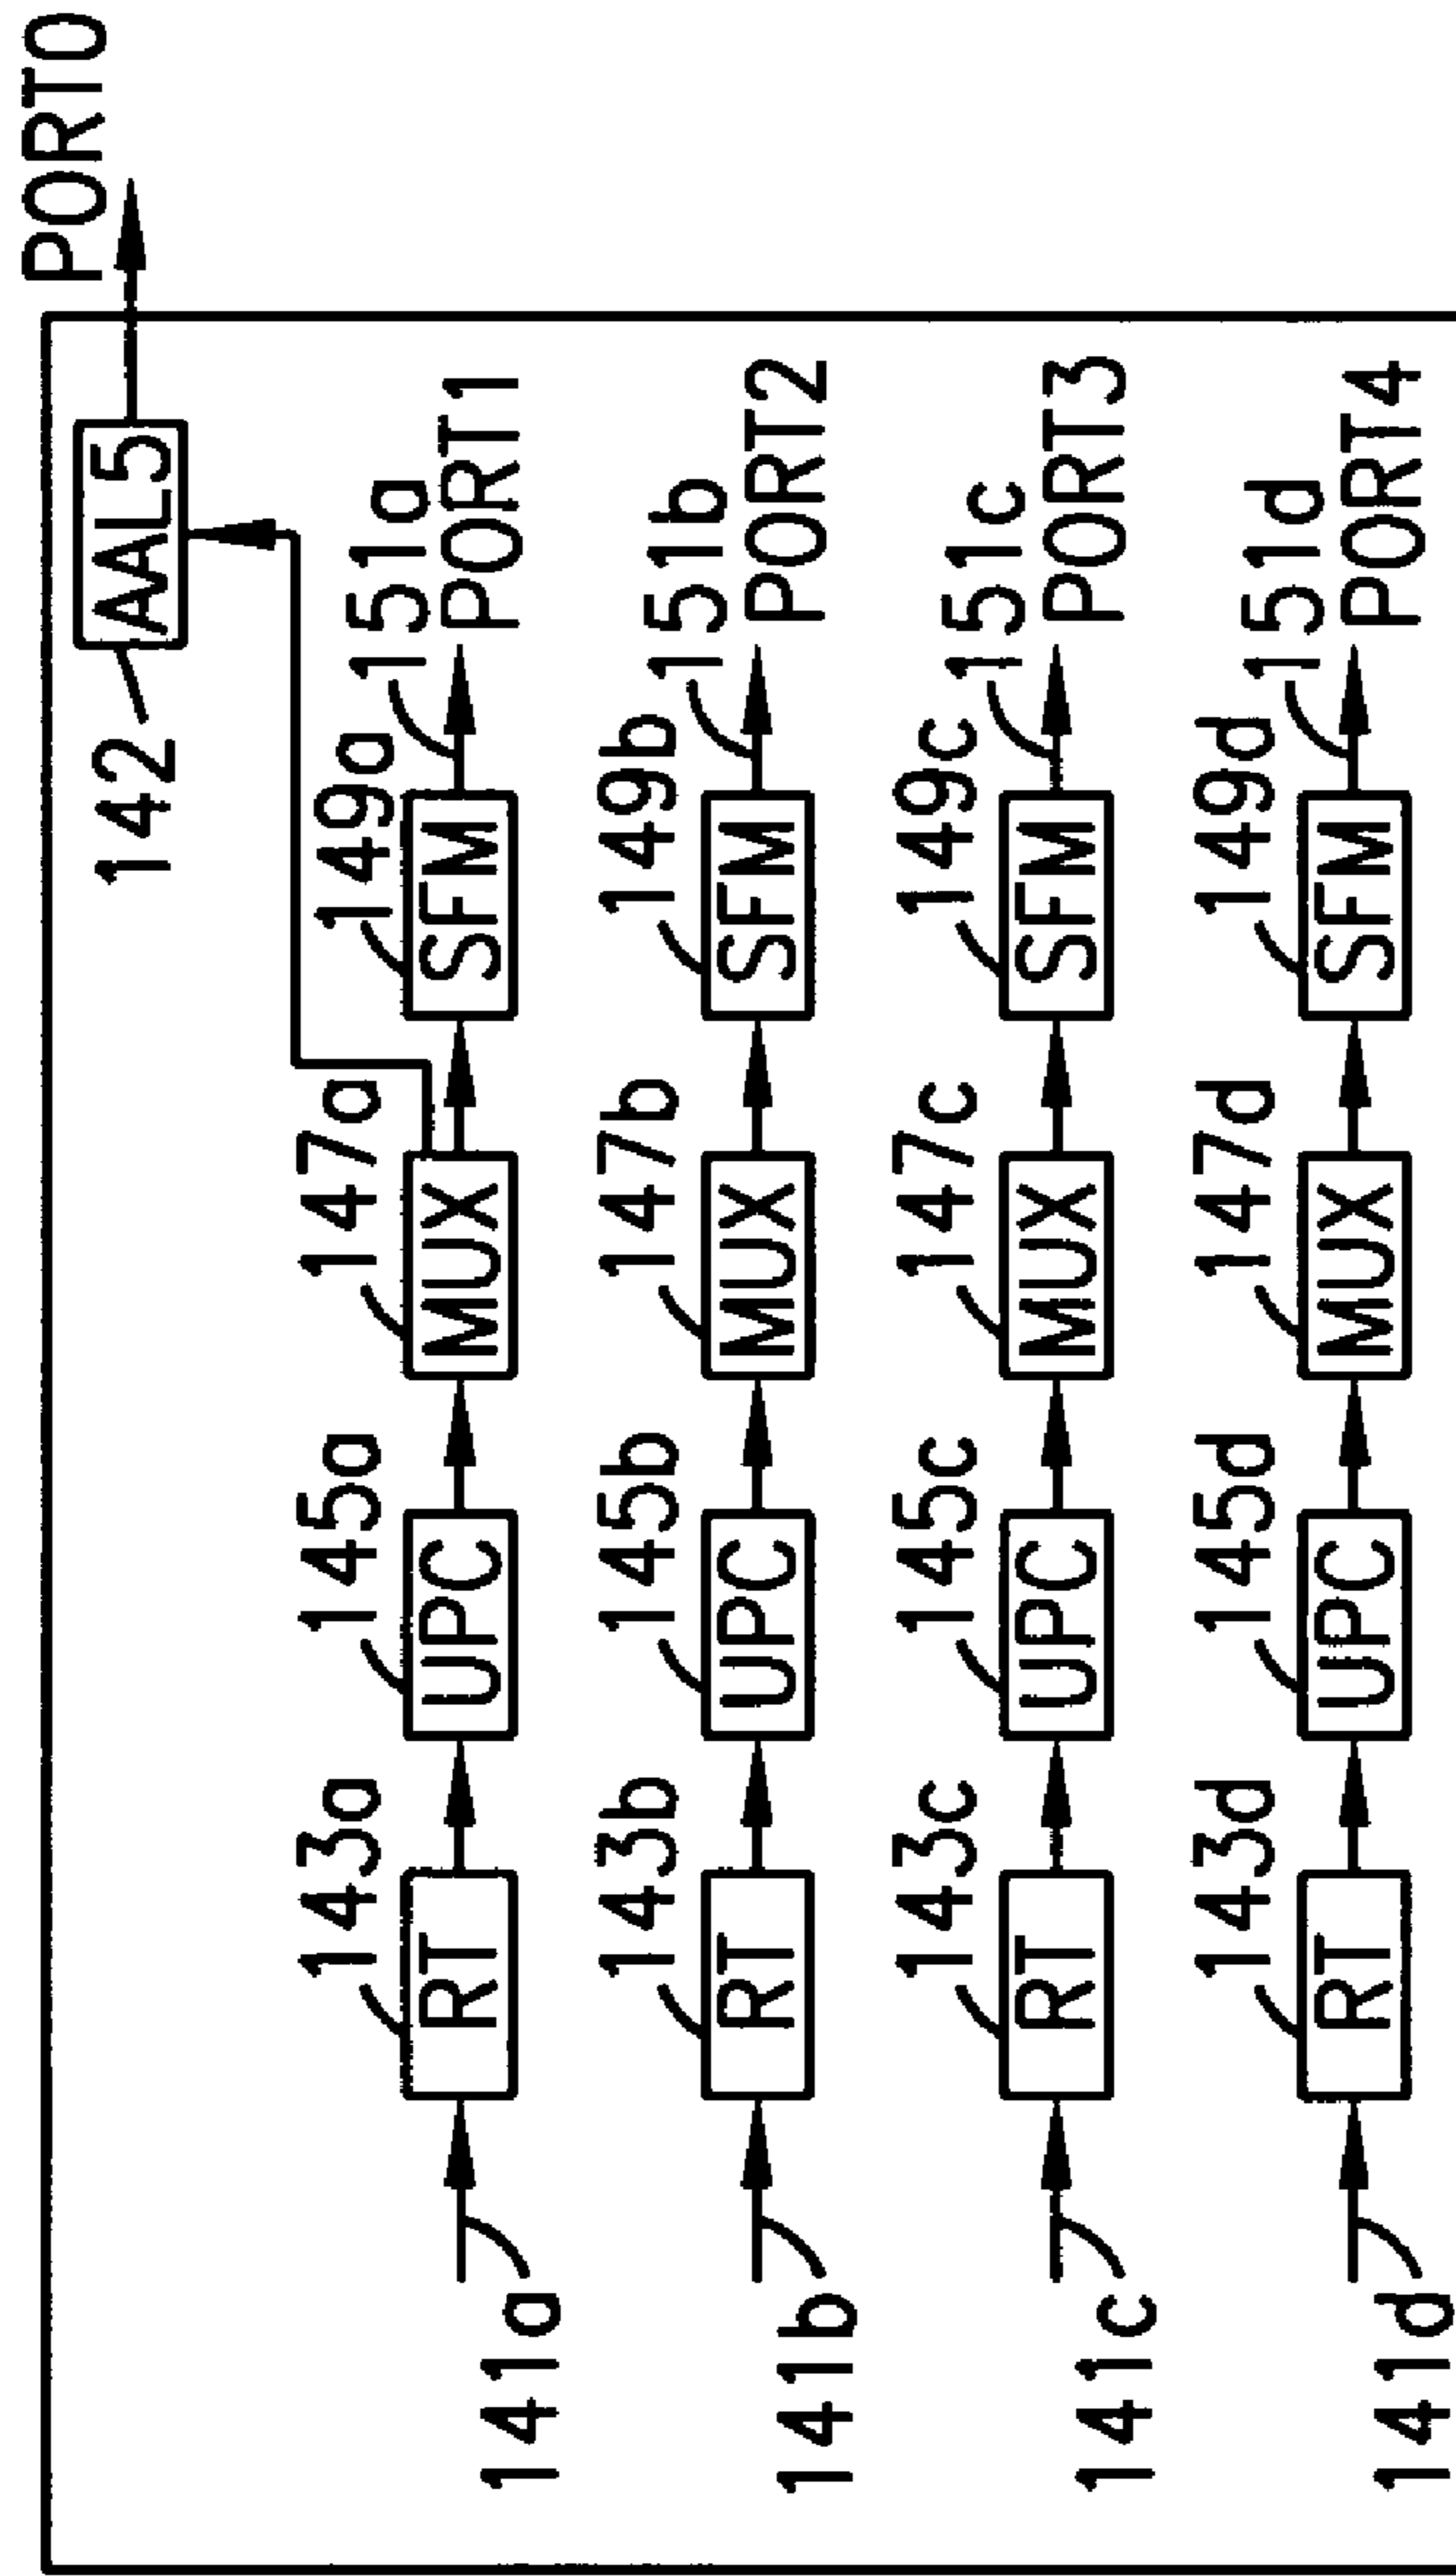 PORT0
AAL5
142
143a 145a 147a 149a 151a
141a RT UPC MUX SFM PORT1
143b 145b 147b 149b 151b
141b RT UPC MUX SFM PORT2
143c 145c 147c 149c 151c
141c RT UPC MUX SFM PORT3
143d 145d 147d 149d 151d
141d RT UPC MUX SFM PORT4